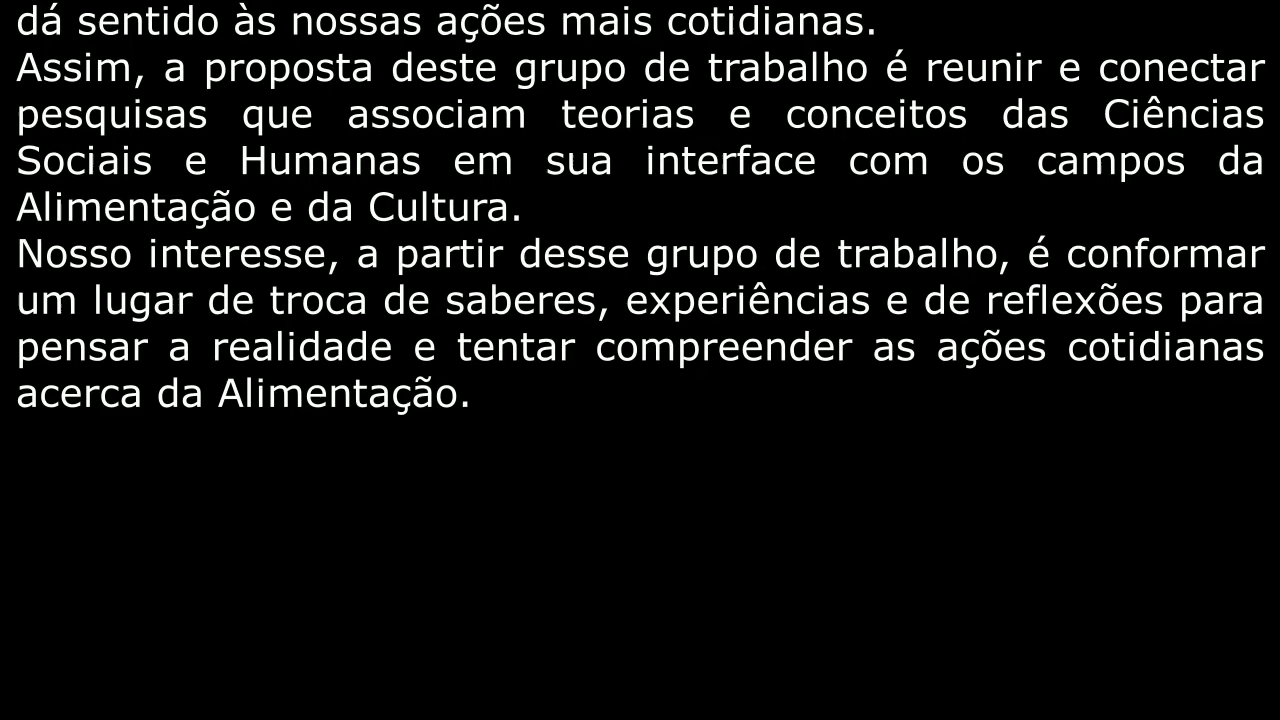 dá sentido às nossas ações mais cotidianas.
Assim, a proposta deste grupo de trabalho é reunir e conectar
pesquisas que associam teorias e conceitos das Ciências
Sociais e Humanas em sua interface com os campos da
Alimentação e da Cultura.
Nosso interesse, a partir desse grupo de trabalho, é conformar
um lugar de troca de saberes, experiências e de reflexões para
pensar a realidade e tentar compreender as ações cotidianas
acerca da Alimentação.